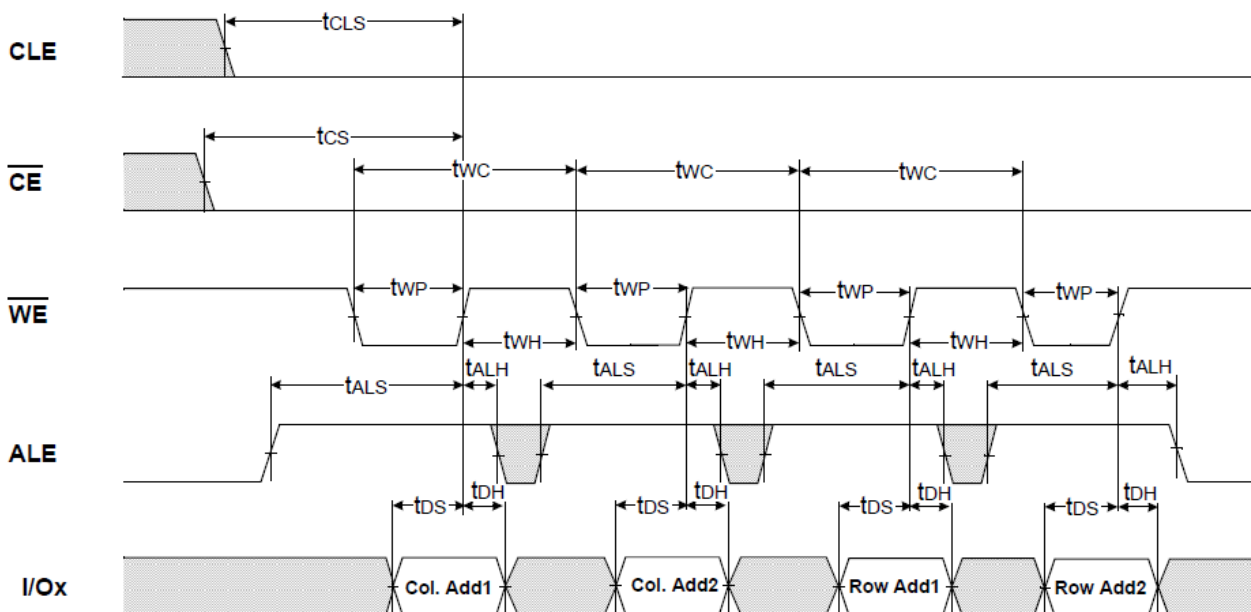 tCLS
CLE
tCS
CE
tWC tWC tWC
tWP tWP tWP tWP
WE
tWH tWH tWH
tALS tALH tALS tALH tALS tALH tALS tALH
ALE
tDS tDH tDS tDH tDS tDH tDS tDH
I/Ox Col. Add1 Col. Add2 Row Add1 Row Add2